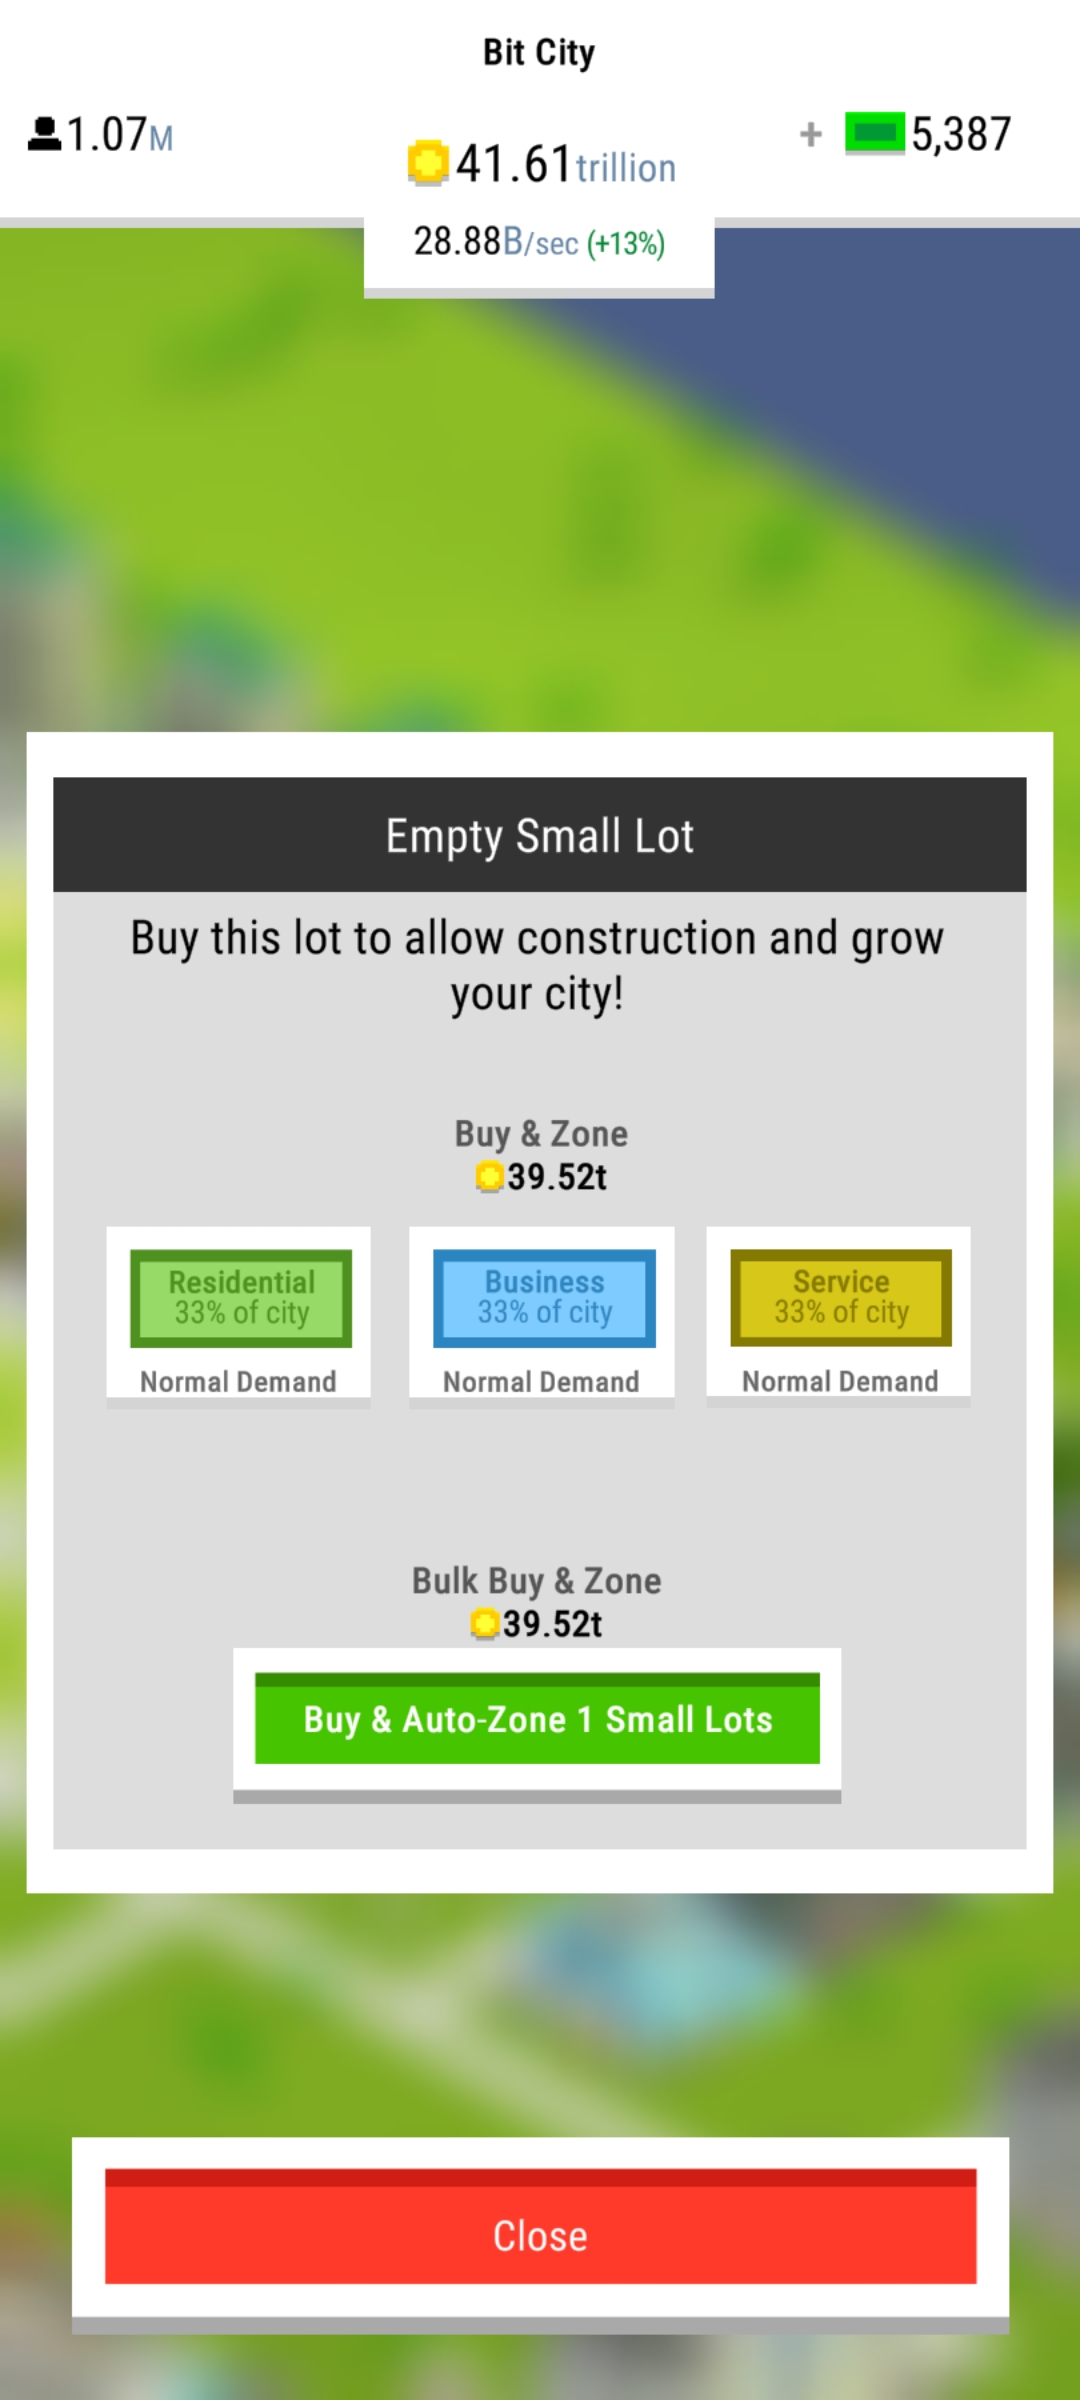 Bit City
1.07M
41.61trillion
+ 5,387
28.88B/sec (+13%)
Empty Small Lot
Buy this lot to allow construction and grow
your city!
Buy & Zone
39.52t
Residential
33% of city
Normal Demand
Business
33% of city
Normal Demand
Service
33% of city
Normal Demand
Bulk Buy & Zone
39.52t
Buy & Auto-Zone 1 Small Lots
Close